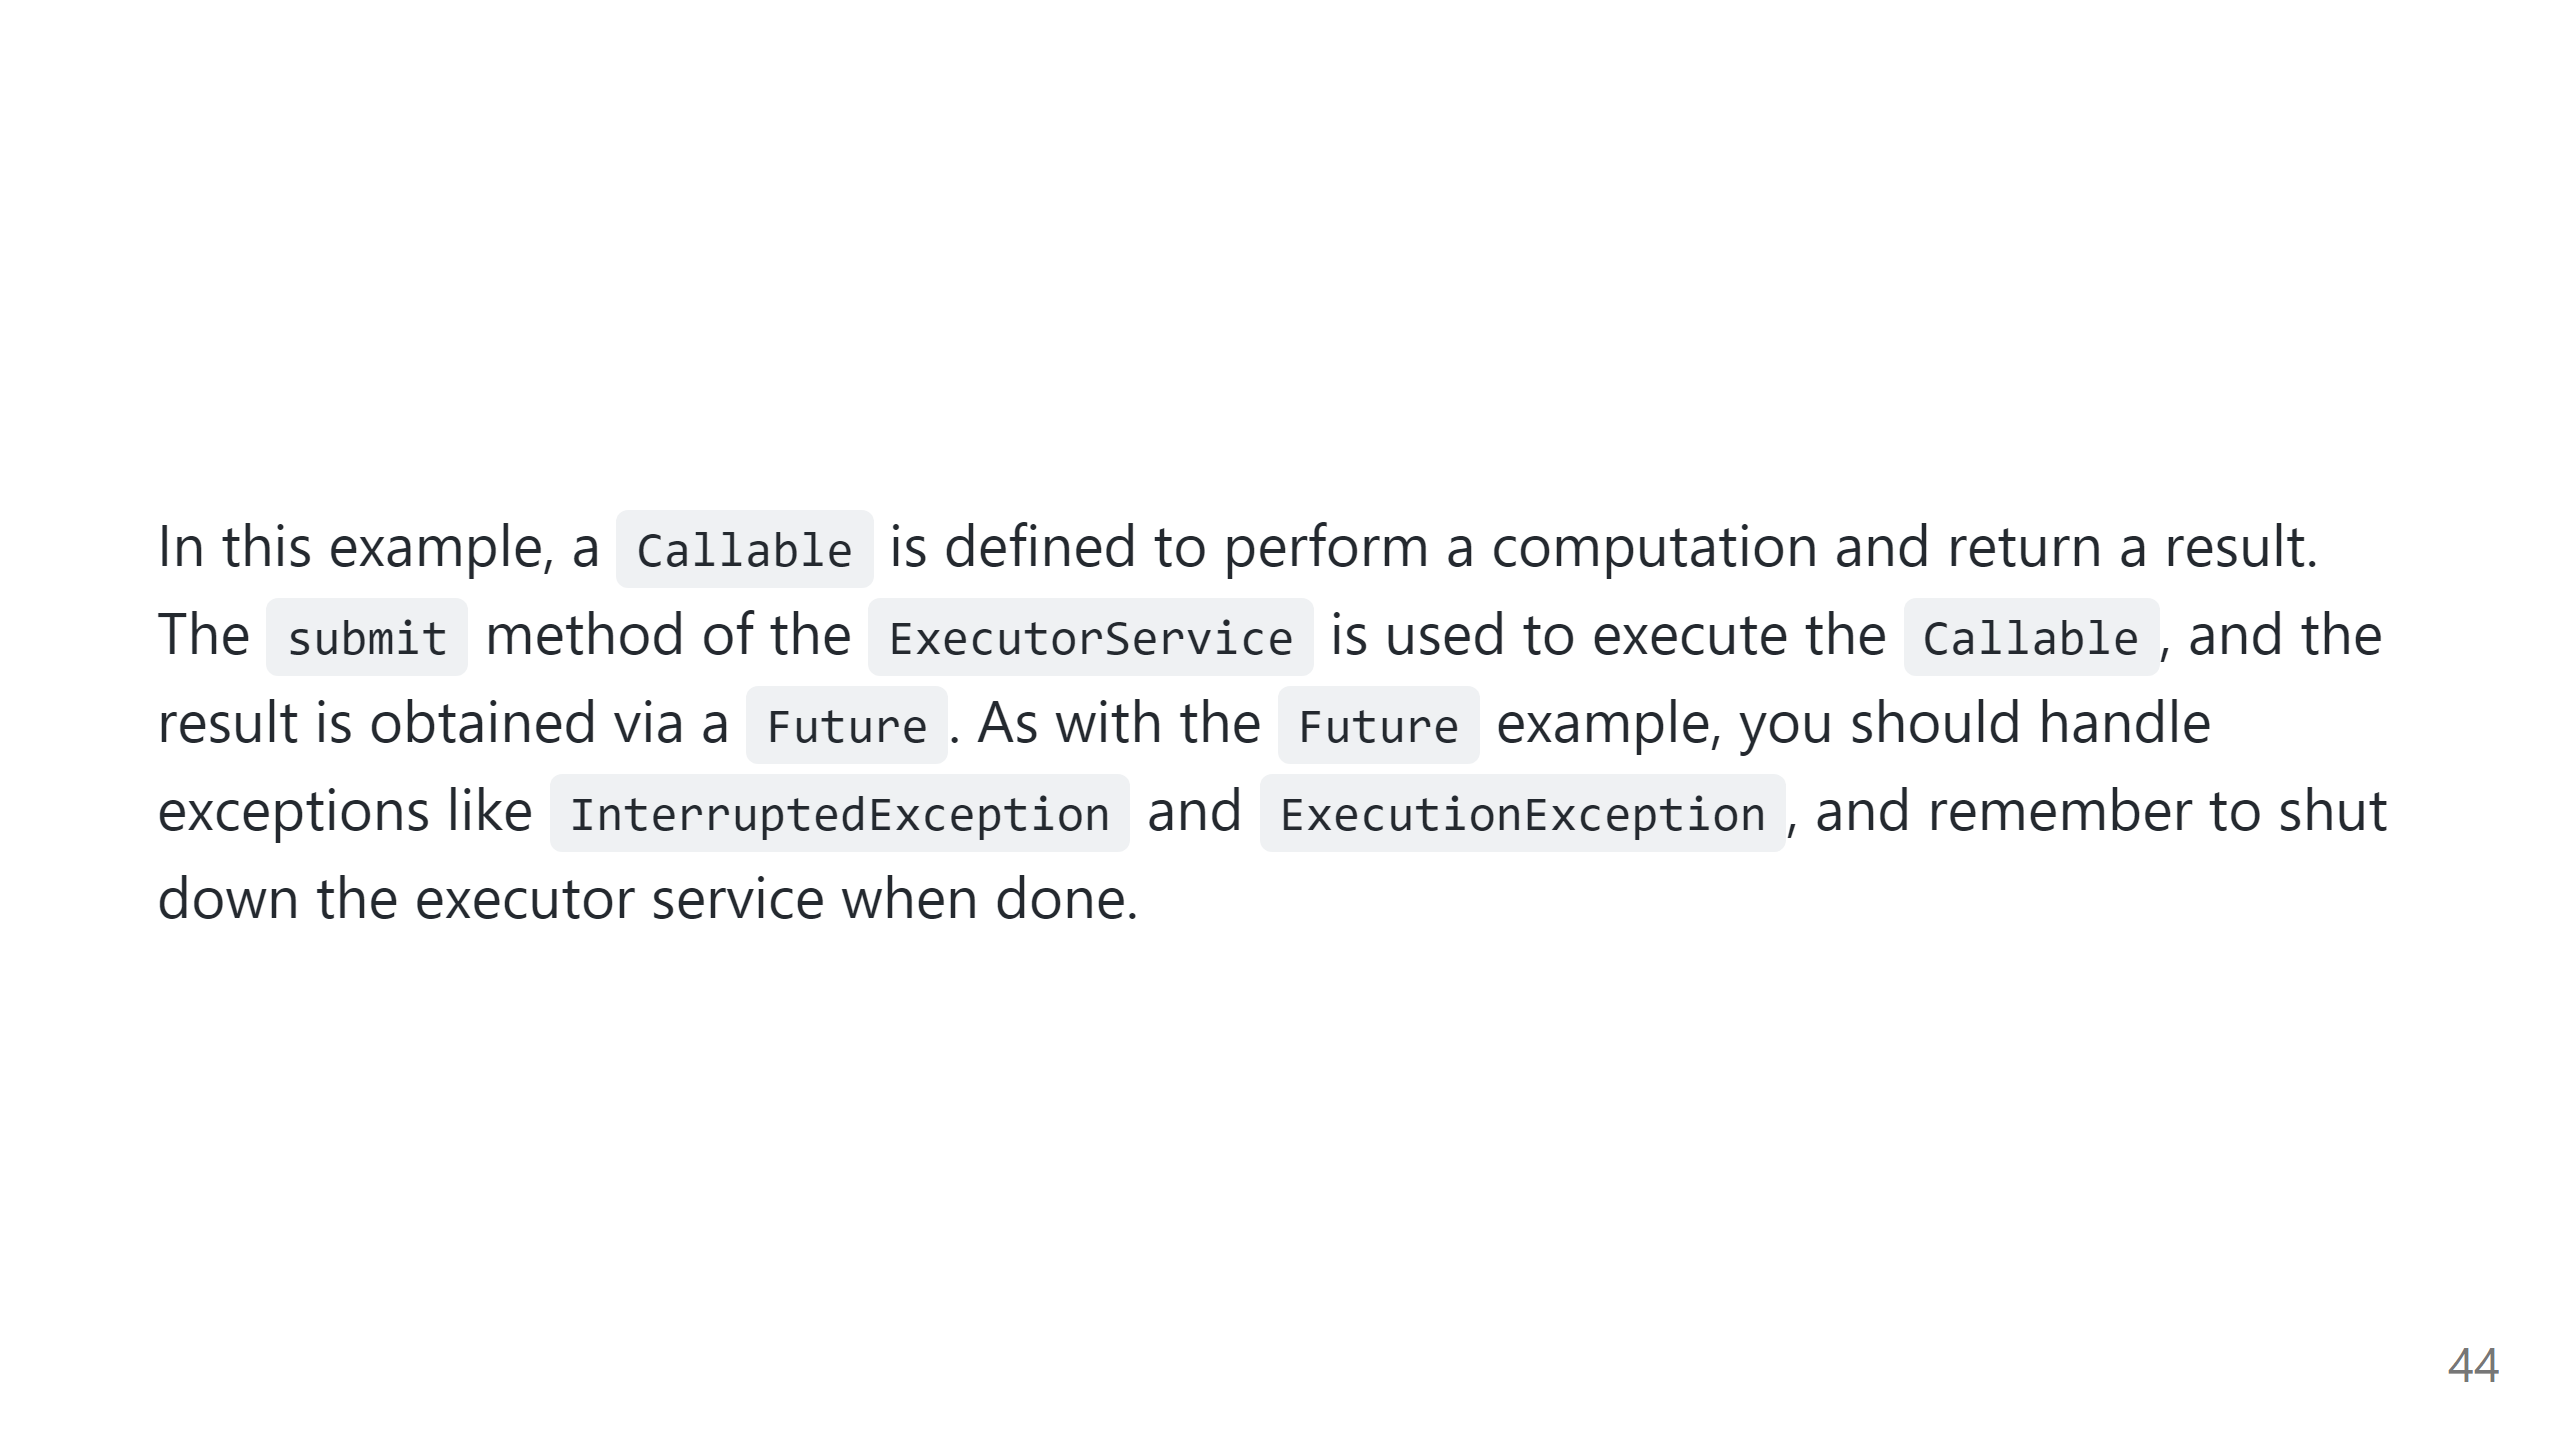 In this example, a Callable is defined to perform a computation and return a result.
The submit method of the ExecutorService is used to execute the Callable, and the
result is obtained via a Future. As with the Future example, you should handle
exceptions like InterruptedException and ExecutionException, and remember to shut
down the executor service when done.
44